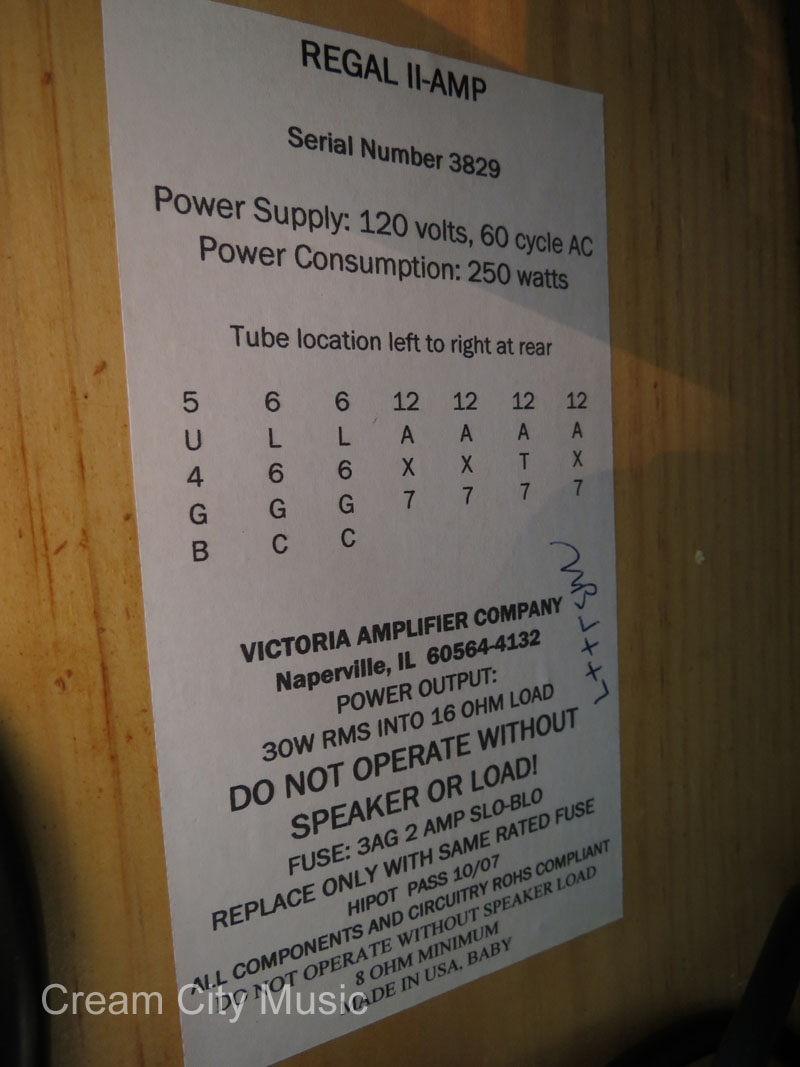 REGAL II-AMP
Serial Number 3829
Power Supply: 120 volts, 60 cycle AC
Power Consumption: 250 watts
Tube location left to right at rear
5 6 6 12 12 12 12
U L L A A A A
4 6 6 X X T X
G G G 7 7 7 7
B C C
VICTORIA AMPLIFIER COMPANY
Naperville, IL 60564-4132
POWER OUTPUT:
30W RMS INTO 16 OHM LOAD
DO NOT OPERATE WITHOUT
SPEAKER OR LOAD!
FUSE: 3AG 2 AMP SLO-BLO
REPLACE ONLY WITH SAME RATED FUSE
HIPOT PASS 10/07
ALL COMPONENTS AND CIRCUITRY ROHS COMPLIANT
DO NOT OPERATE WITHOUT SPEAKER LOAD
8 OHM MINIMUM
MADE IN USA, BABY
Cream City Music